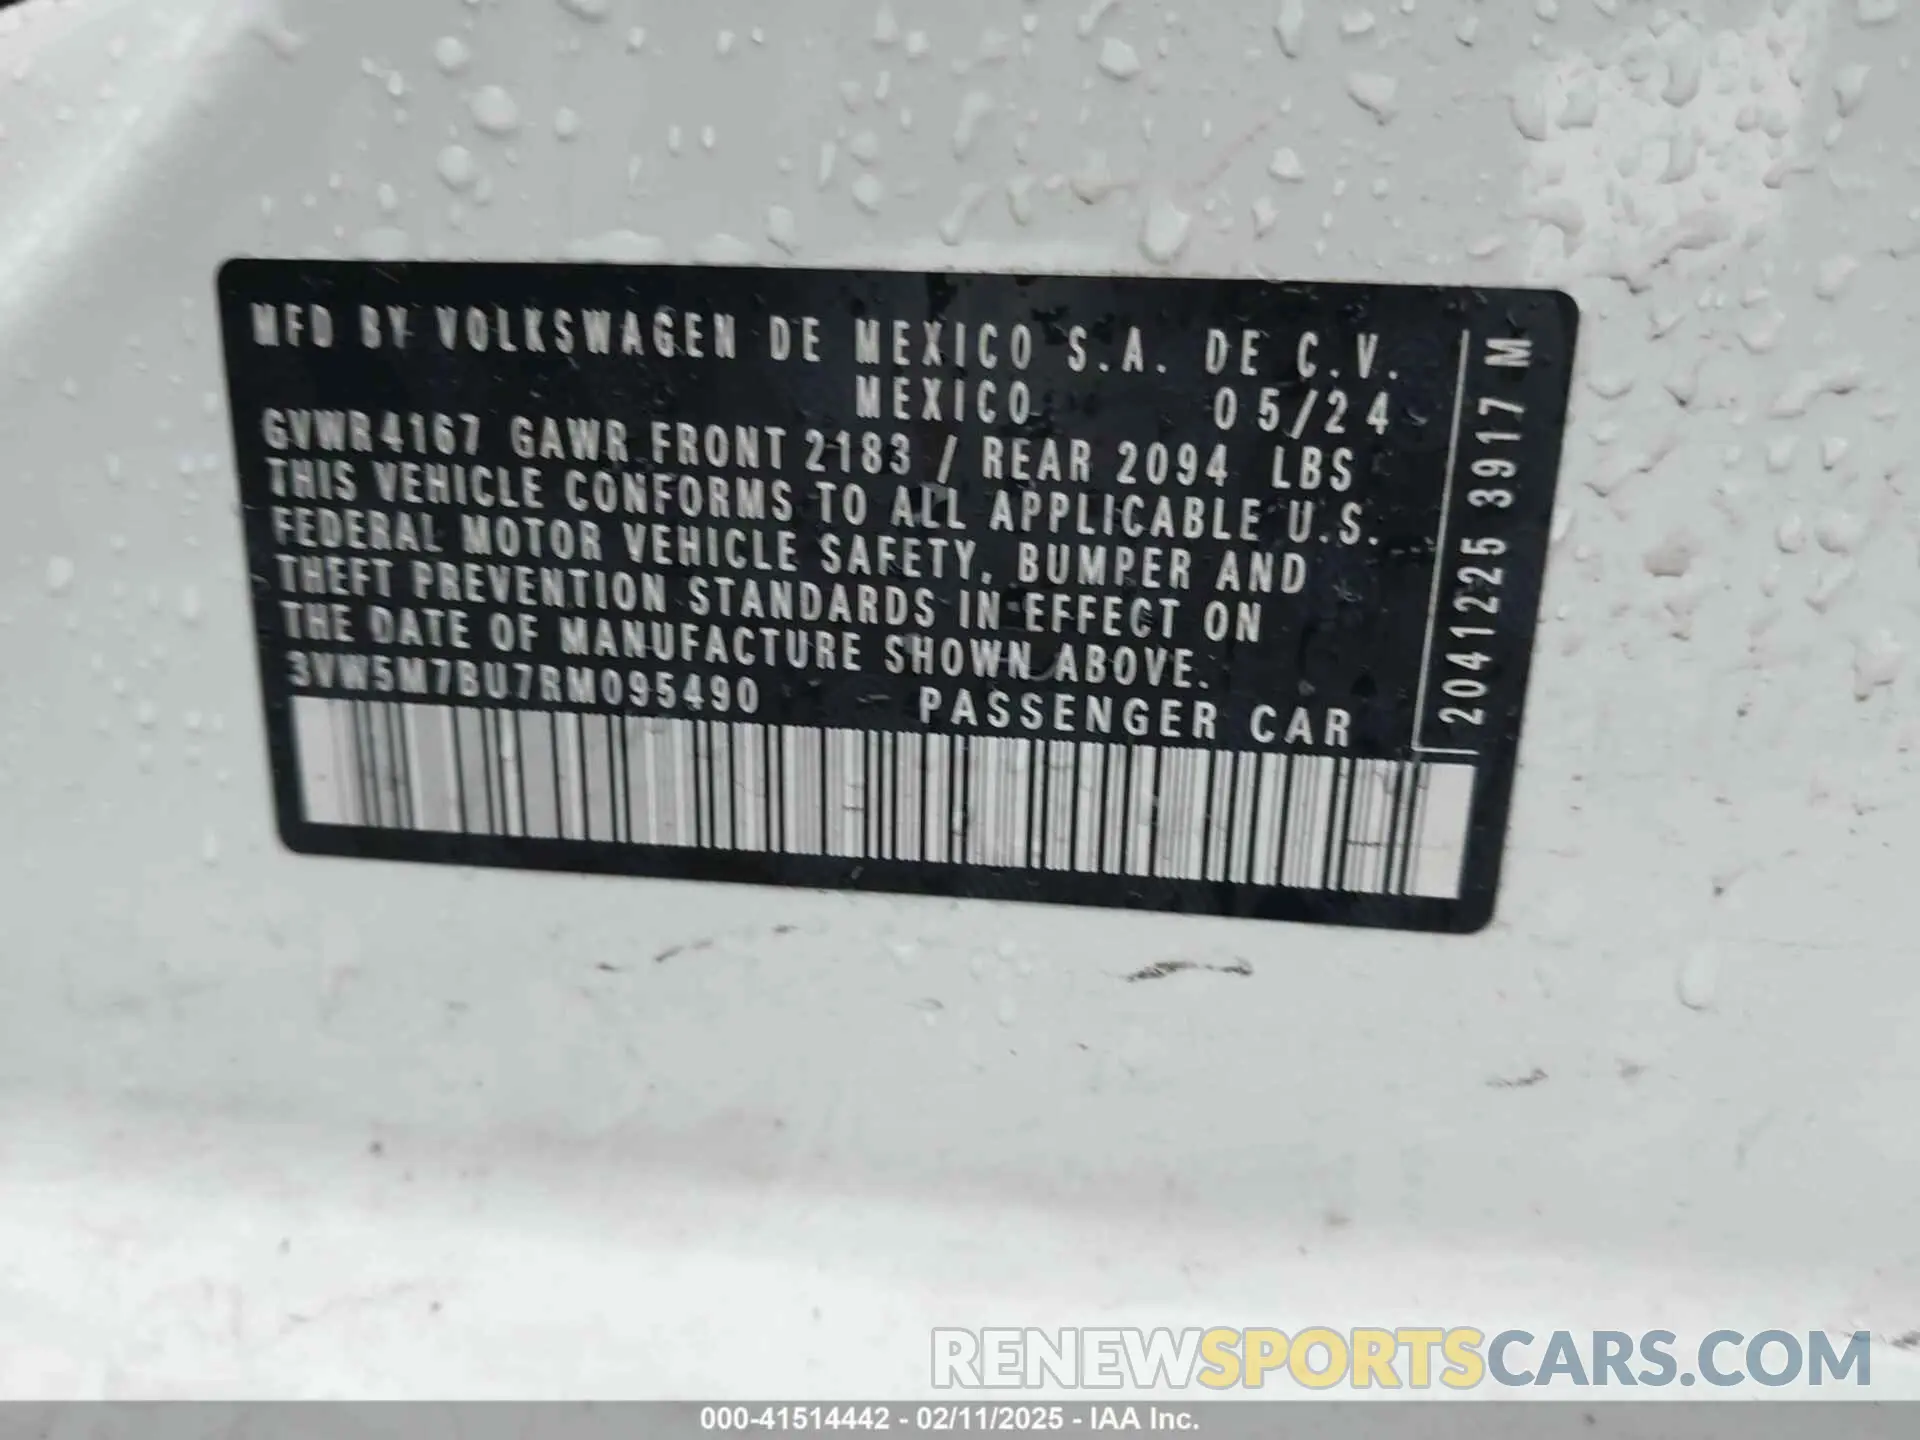 MFD BY VOLKSWAGEN DE MEXICO S.A. DE C.V.
MEXICO 05/24
GVWR 4167 GAWR FRONT 2183 / REAR 2094 LBS
THIS VEHICLE CONFORMS TO ALL APPLICABLE U.S.
FEDERAL MOTOR VEHICLE SAFETY, BUMPER AND
THEFT PREVENTION STANDARDS IN EFFECT ON
THE DATE OF MANUFACTURE SHOWN ABOVE.
3VW5M7BU7RM095490 PASSENGER CAR
2041225 3917 M
RENEWSPORTSCARS.COM
000-41514442 - 02/11/2025 - IAA Inc.